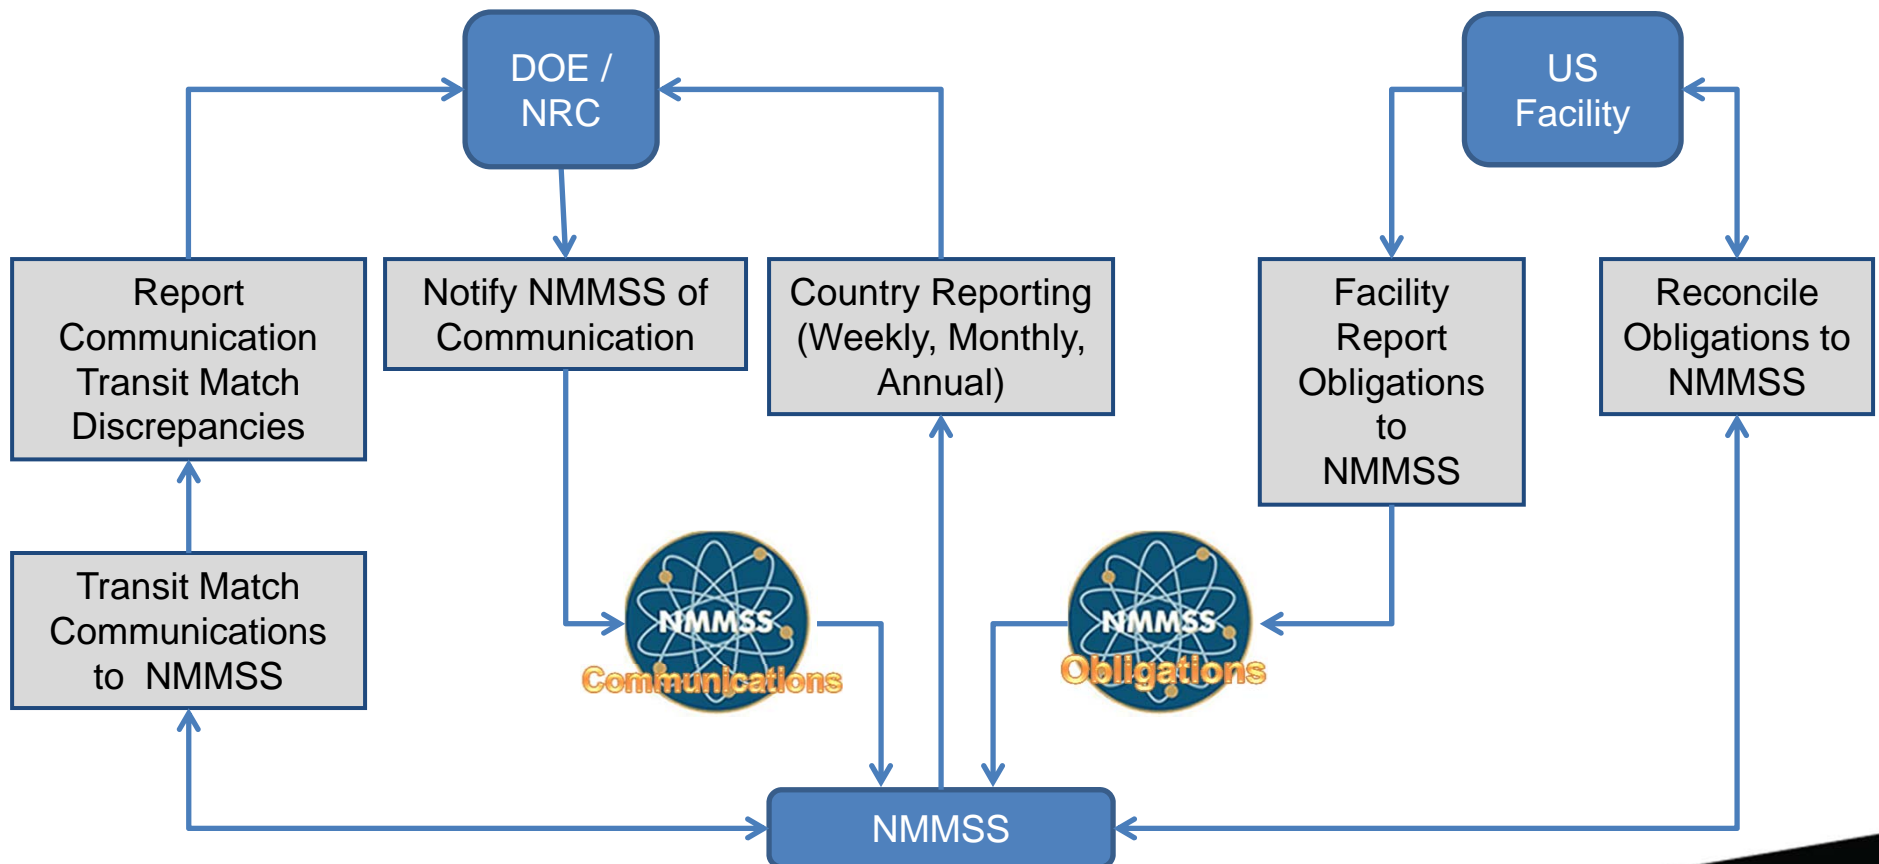 DOE /
NRC
US
Facility
Report
Communication
Transit Match
Discrepancies
Notify NMMSS of
Communication
Country Reporting
(Weekly, Monthly,
Annual)
Facility
Report
Obligations
to
NMMSS
Reconcile
Obligations to
NMMSS
Transit Match
Communications
to NMMSS
NMMSS
Communications
NMMSS
Obligations
NMMSS